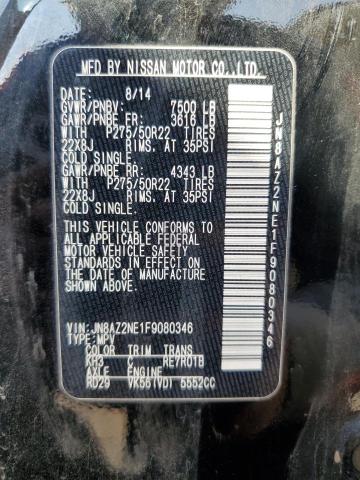 MFD BY NISSAN MOTOR CO.,LTD.
DATE: 8/14
GVWR/PNBV: 7500 LB
GAWR/PNBE FR: 3616 LB
WITH P275/50R22 TIRES
22X8J RIMS, AT 35PSI
COLD SINGLE.
GAWR/PNBE RR: 4343 LB
WITH P275/50R22 TIRES
22X8J RIMS, AT 35PSI
COLD SINGLE.
THIS VEHICLE CONFORMS TO
ALL APPLICABLE FEDERAL
MOTOR VEHICLE SAFETY
STANDARDS IN EFFECT ON
THE DATE OF MANUFACTURE
SHOWN ABOVE.
VIN:JN8AZ2NE1F9080346
TYPE:MPV
COLOR TRIM TRANS
KH3 RE7R01B
AXLE ENGINE
RD29 VK56(VD) 5552CC
JN8AZ2NE1F9080346